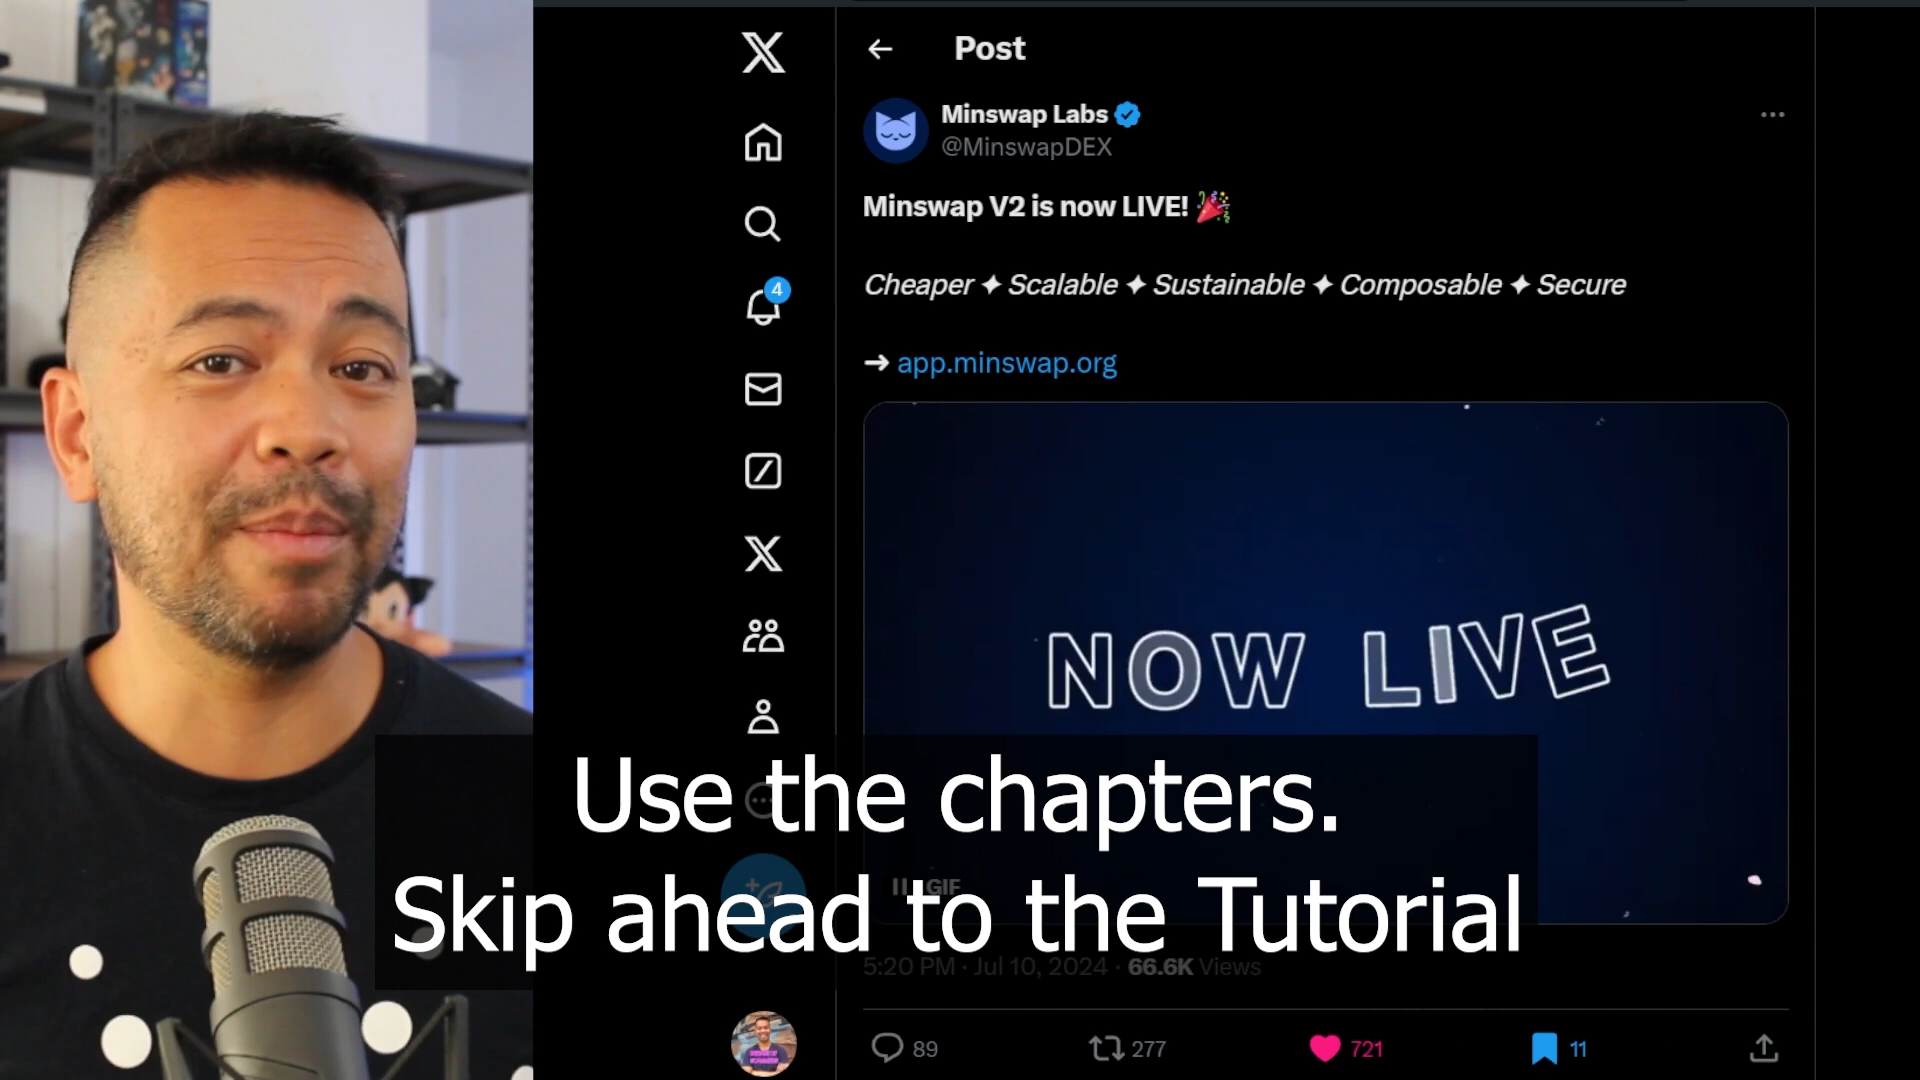 Post
Minswap Labs
@MinswapDEX
Minswap V2 is now LIVE! 🎉
Cheaper ✦ Scalable ✦ Sustainable ✦ Composable ✦ Secure
→ app.minswap.org
4
NOW LIVE
GIF
Use the chapters.
Skip ahead to the Tutorial
5:20 PM · Jul 10, 2024 · 66.6K Views
89
277
721
11